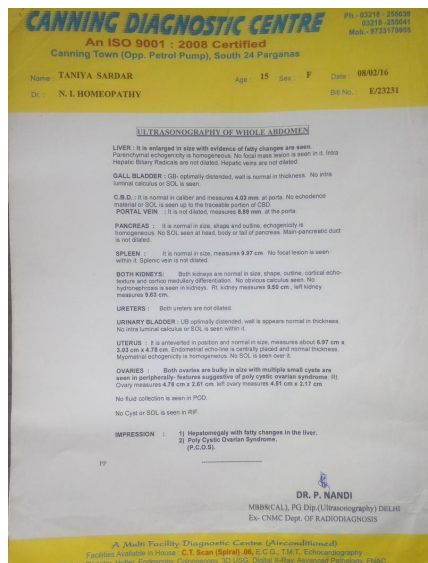 CANNING DIAGNOSTIC CENTRE
Ph.- 03218 - 256039
03218 -255041
Mob.- 9733179955
An ISO 9001 : 2008 Certified
Canning Town (Opp. Petrol Pump), South 24 Parganas
Name : TANIYA SARDAR Age : 15 Sex : F Date : 08/02/16
Dr. : N. I. HOMEOPATHY Bill No. : E/23231
ULTRASONOGRAPHY OF WHOLE ABDOMEN
LIVER : It is enlarged in size with evidence of fatty changes are seen.
Parenchymal echogenicity is homogeneous. No focal mass lesion is seen in it. Intra
Hepatic Biliary Radicals are not dilated. Hepatic veins are not dilated.
GALL BLADDER : GB- optimally distended, wall is normal in thickness. No intra
luminal calculus or SOL is seen.
C.B.D. : It is normal in caliber and measures 4.03 mm. at porta. No echodence
material or SOL is seen up to the traceable portion of CBD.
PORTAL VEIN : It is not dilated, measures 8.89 mm. at the porta.
PANCREAS : It is normal in size, shape and outline, echogenicity is
homogeneous. No SOL seen at head, body or tail of pancreas. Main-pancreatic duct
is not dilated.
SPLEEN : It is normal in size, measures 9.97 cm. No focal lesion is seen
within it. Splenic vein is not dilated.
BOTH KIDNEYS: Both kidneys are normal in size, shape, outline, cortical echo-
texture and cortico medullary differentiation. No obvious calculus seen. No
hydronephrosis is seen in kidneys. Rt. kidney measures 9.50 cm , left kidney
measures 9.63 cm.
URETERS : Both ureters are not dilated.
URINARY BLADDER : UB optimally distended, wall is appears normal in thickness.
No intra luminal calculus or SOL is seen within it.
UTERUS : It is anteverted in position and normal in size, measures about 6.97 cm x
3.03 cm x 4.78 cm. Endometrial echo-line is centrally placed and normal thickness.
Myometrial echogenicity is homogeneous. No SOL is seen over it.
OVARIES : Both ovaries are bulky in size with multiple small cysts are
seen in peripherally- features suggestive of poly cystic ovarian syndrome. Rt.
Ovary measures 4.78 cm x 2.61 cm left ovary measures 4.51 cm x 2.17 cm
No fluid collection is seen in POD.
No Cyst or SOL is seen in RIF.
IMPRESSION : 1) Hepatomegaly with fatty changes in the liver.
2) Poly Cystic Ovarian Syndrome.
(P.C.O.S).
PP
DR. P. NANDI
MBBS(CAL), PG Dip.(Ultrasonography) DELHI
Ex- CNMC Dept. OF RADIODIAGNOSIS
A Multi Facility Diagnostic Centre (Airconditioned)
Facilities Available in House : C.T. Scan (Spiral) ,06, E.C.G., T.M.T., Echocardiography
Endoscopy, Colonoscopy, 3D USG, Digital X-Ray, Advanced Pathology,